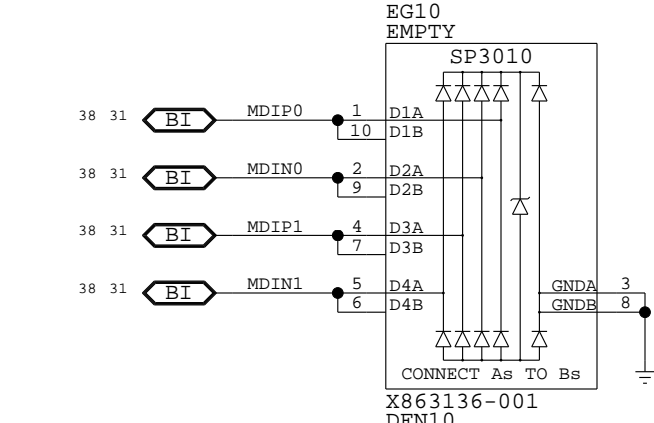 EG10
EMPTY
SP3010
38 31 BI MDIP0 1 D1A
10 D1B
38 31 BI MDIN0 2 D2A
9 D2B
38 31 BI MDIP1 4 D3A
7 D3B
38 31 BI MDIN1 5 D4A GNDA 3
6 D4B GNDB 8
CONNECT As TO Bs
X863136-001
DFN10